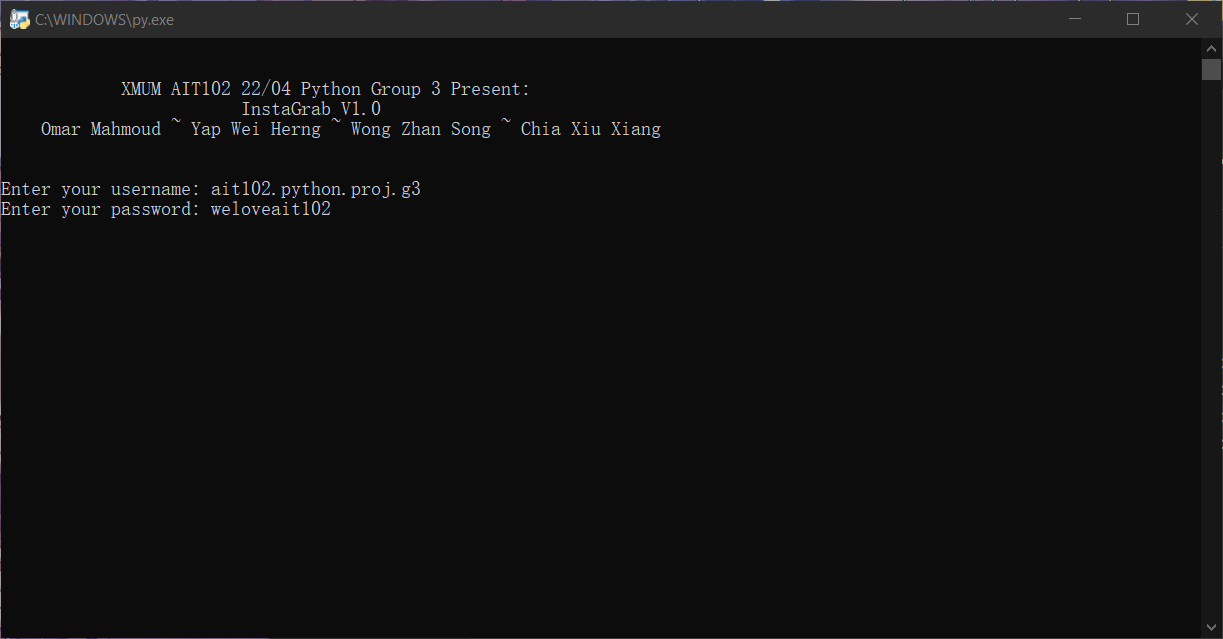 C:\WINDOWS\py.exe
XMUM AIT102 22/04 Python Group 3 Present:
InstaGrab V1.0
Omar Mahmoud ~ Yap Wei Herng ~ Wong Zhan Song ~ Chia Xiu Xiang
Enter your username: ait102.python.proj.g3
Enter your password: weloveait102